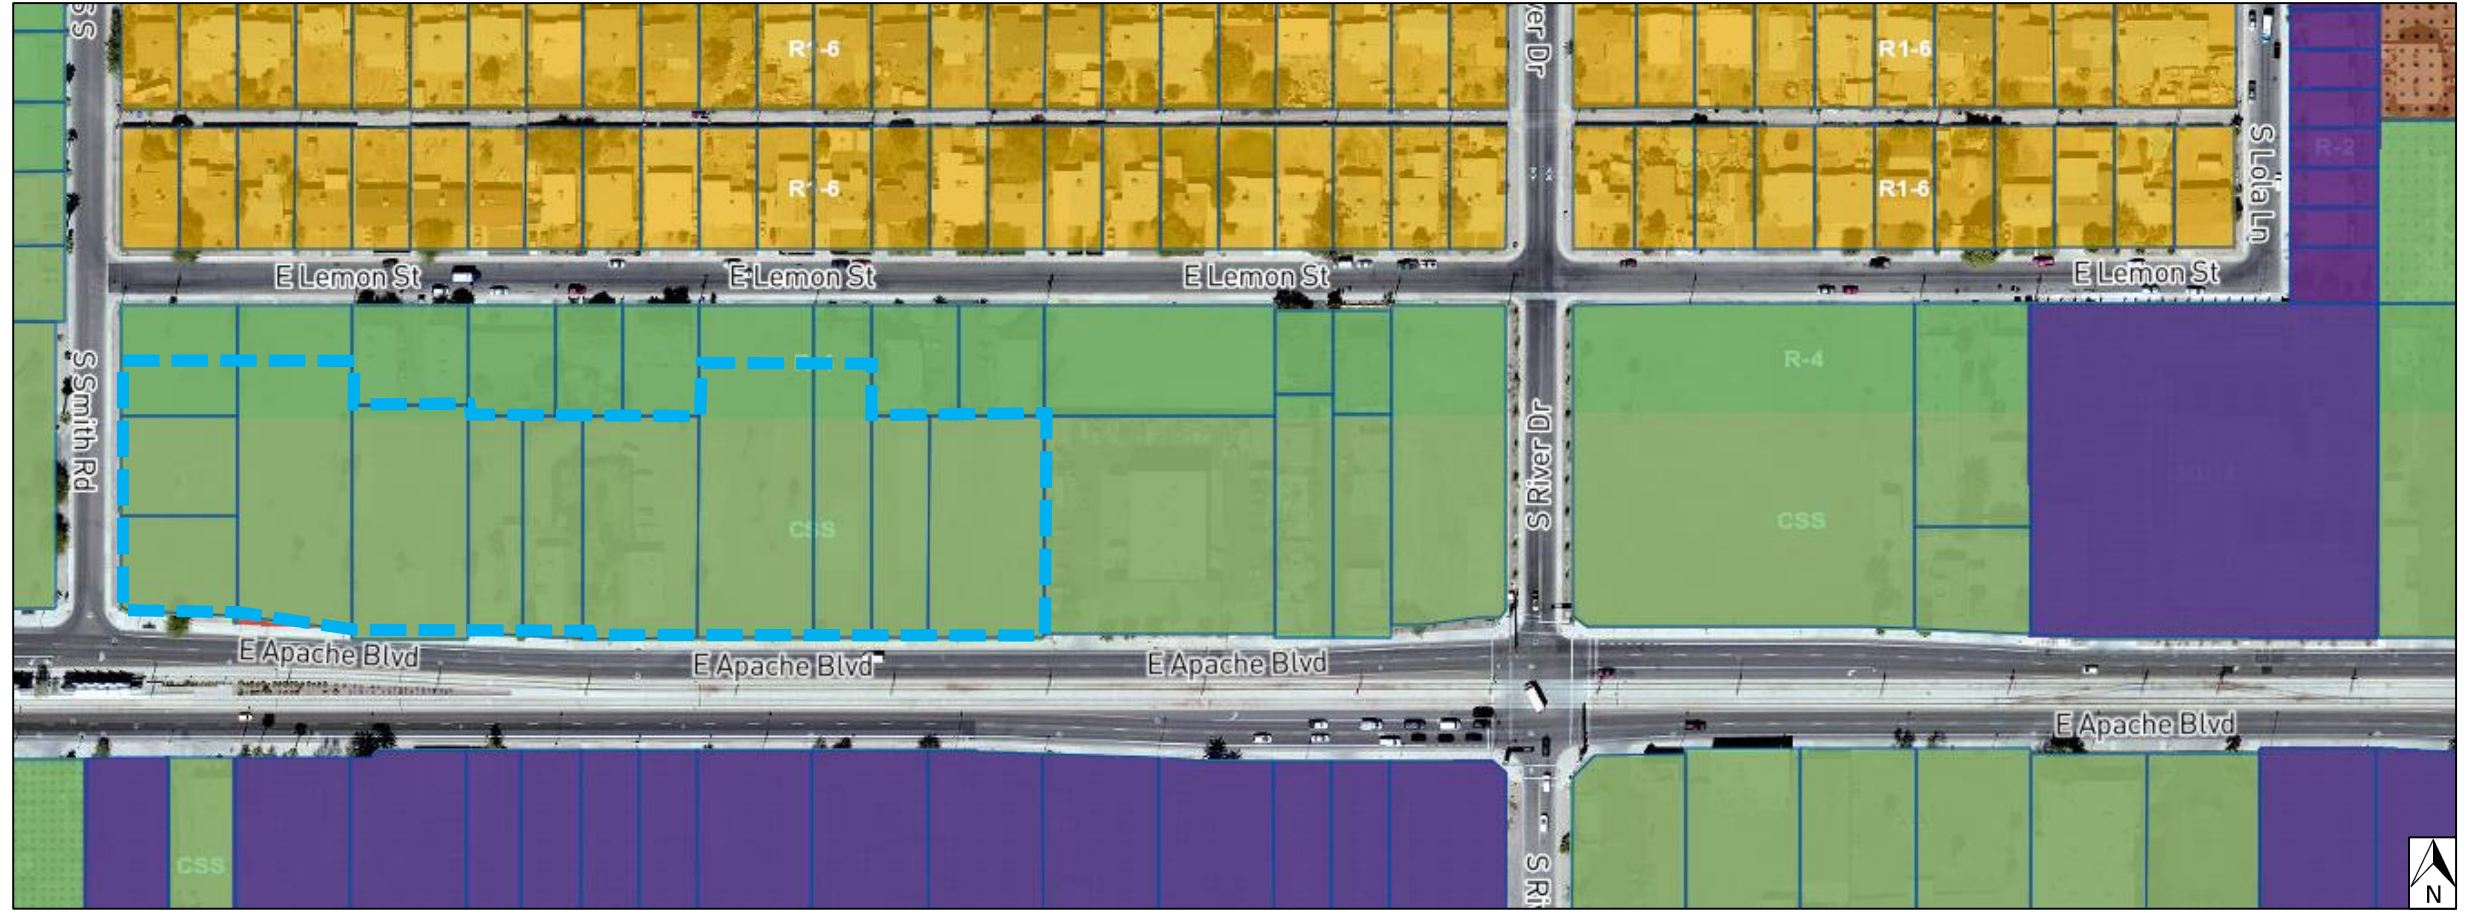 R1-6
R1-6
R1-6
R1-6
R-2
S Lola Ln
E Lemon St
E Lemon St
E Lemon St
E Lemon St
R-4
S Smith Rd
S River Dr
CSS
CSS
E Apache Blvd
E Apache Blvd
E Apache Blvd
E Apache Blvd
CSS
N